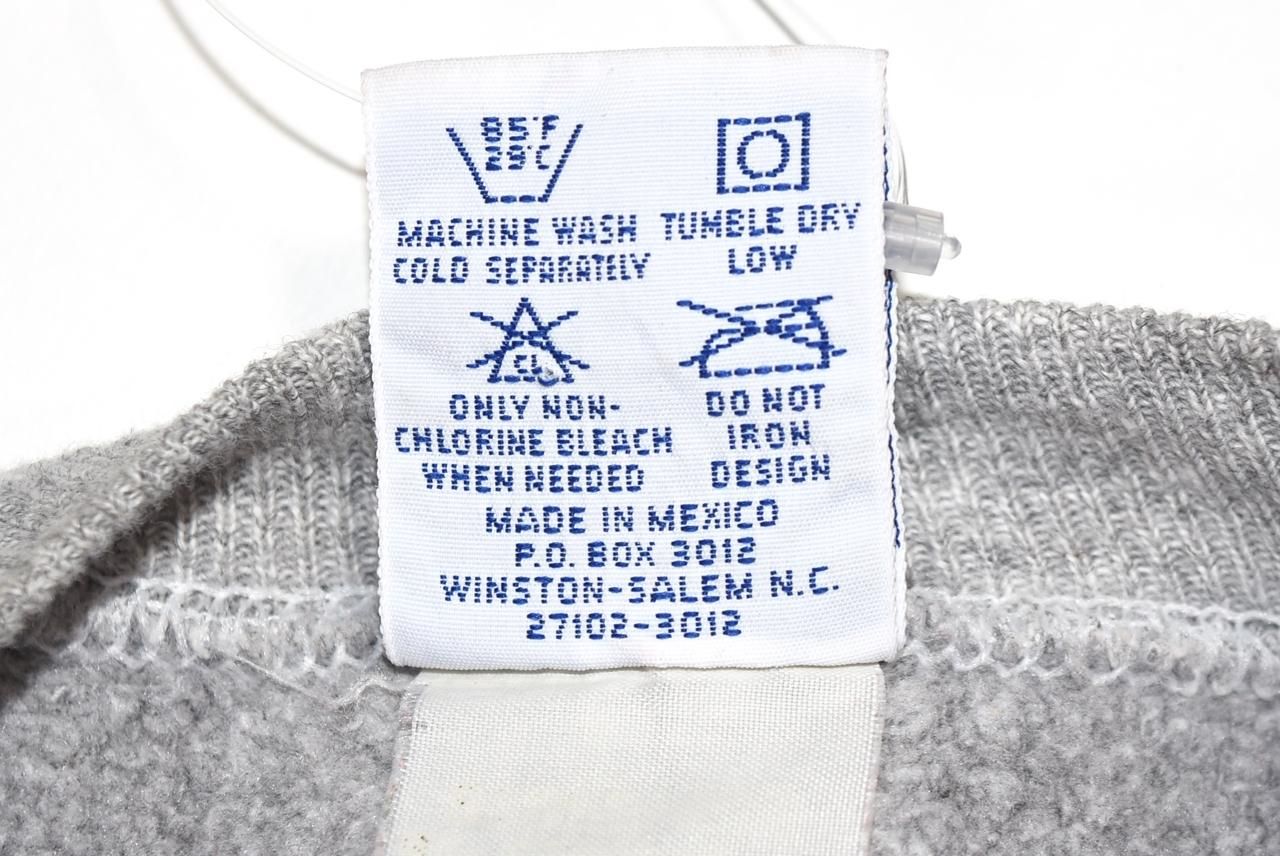 85°F
29°C
MACHINE WASH
COLD SEPARATELY
TUMBLE DRY
LOW
CL
ONLY NON-
CHLORINE BLEACH
WHEN NEEDED
DO NOT
IRON
DESIGN
MADE IN MEXICO
P.O. BOX 3012
WINSTON-SALEM N.C.
27102-3012